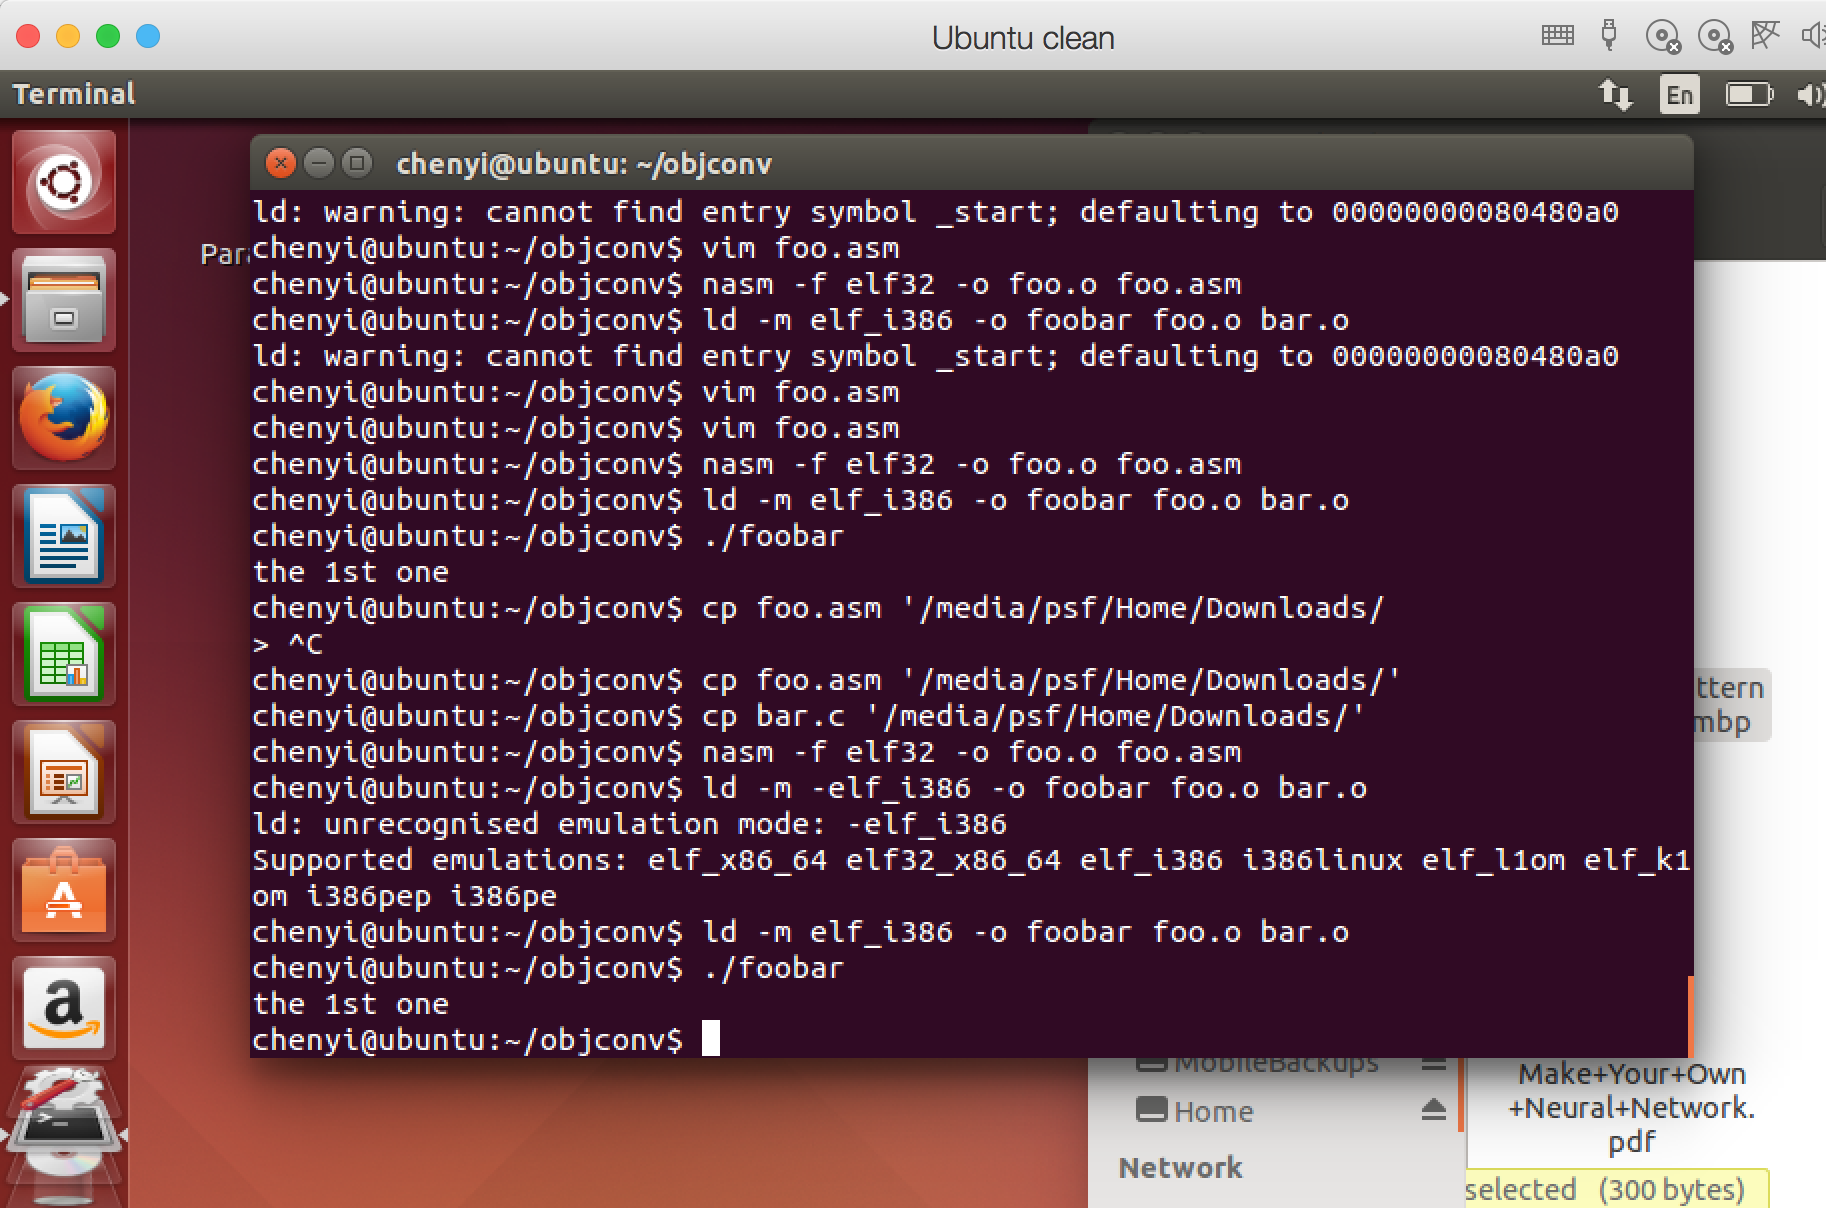 Ubuntu clean
Terminal
En
chenyi@ubuntu: ~/objconv
ld: warning: cannot find entry symbol _start; defaulting to 00000000080480a0
chenyi@ubuntu:~/objconv$ vim foo.asm
chenyi@ubuntu:~/objconv$ nasm -f elf32 -o foo.o foo.asm
chenyi@ubuntu:~/objconv$ ld -m elf_i386 -o foobar foo.o bar.o
ld: warning: cannot find entry symbol _start; defaulting to 00000000080480a0
chenyi@ubuntu:~/objconv$ vim foo.asm
chenyi@ubuntu:~/objconv$ vim foo.asm
chenyi@ubuntu:~/objconv$ nasm -f elf32 -o foo.o foo.asm
chenyi@ubuntu:~/objconv$ ld -m elf_i386 -o foobar foo.o bar.o
chenyi@ubuntu:~/objconv$ ./foobar
the 1st one
chenyi@ubuntu:~/objconv$ cp foo.asm '/media/psf/Home/Downloads/
> ^C
chenyi@ubuntu:~/objconv$ cp foo.asm '/media/psf/Home/Downloads/'
chenyi@ubuntu:~/objconv$ cp bar.c '/media/psf/Home/Downloads/'
chenyi@ubuntu:~/objconv$ nasm -f elf32 -o foo.o foo.asm
chenyi@ubuntu:~/objconv$ ld -m -elf_i386 -o foobar foo.o bar.o
ld: unrecognised emulation mode: -elf_i386
Supported emulations: elf_x86_64 elf32_x86_64 elf_i386 i386linux elf_l1om elf_k1
om i386pep i386pe
chenyi@ubuntu:~/objconv$ ld -m elf_i386 -o foobar foo.o bar.o
chenyi@ubuntu:~/objconv$ ./foobar
the 1st one
chenyi@ubuntu:~/objconv$
Par
ttern
mbp
MobileBackups
Home
Network
Make+Your+Own
+Neural+Network.
pdf
selected (300 bytes)